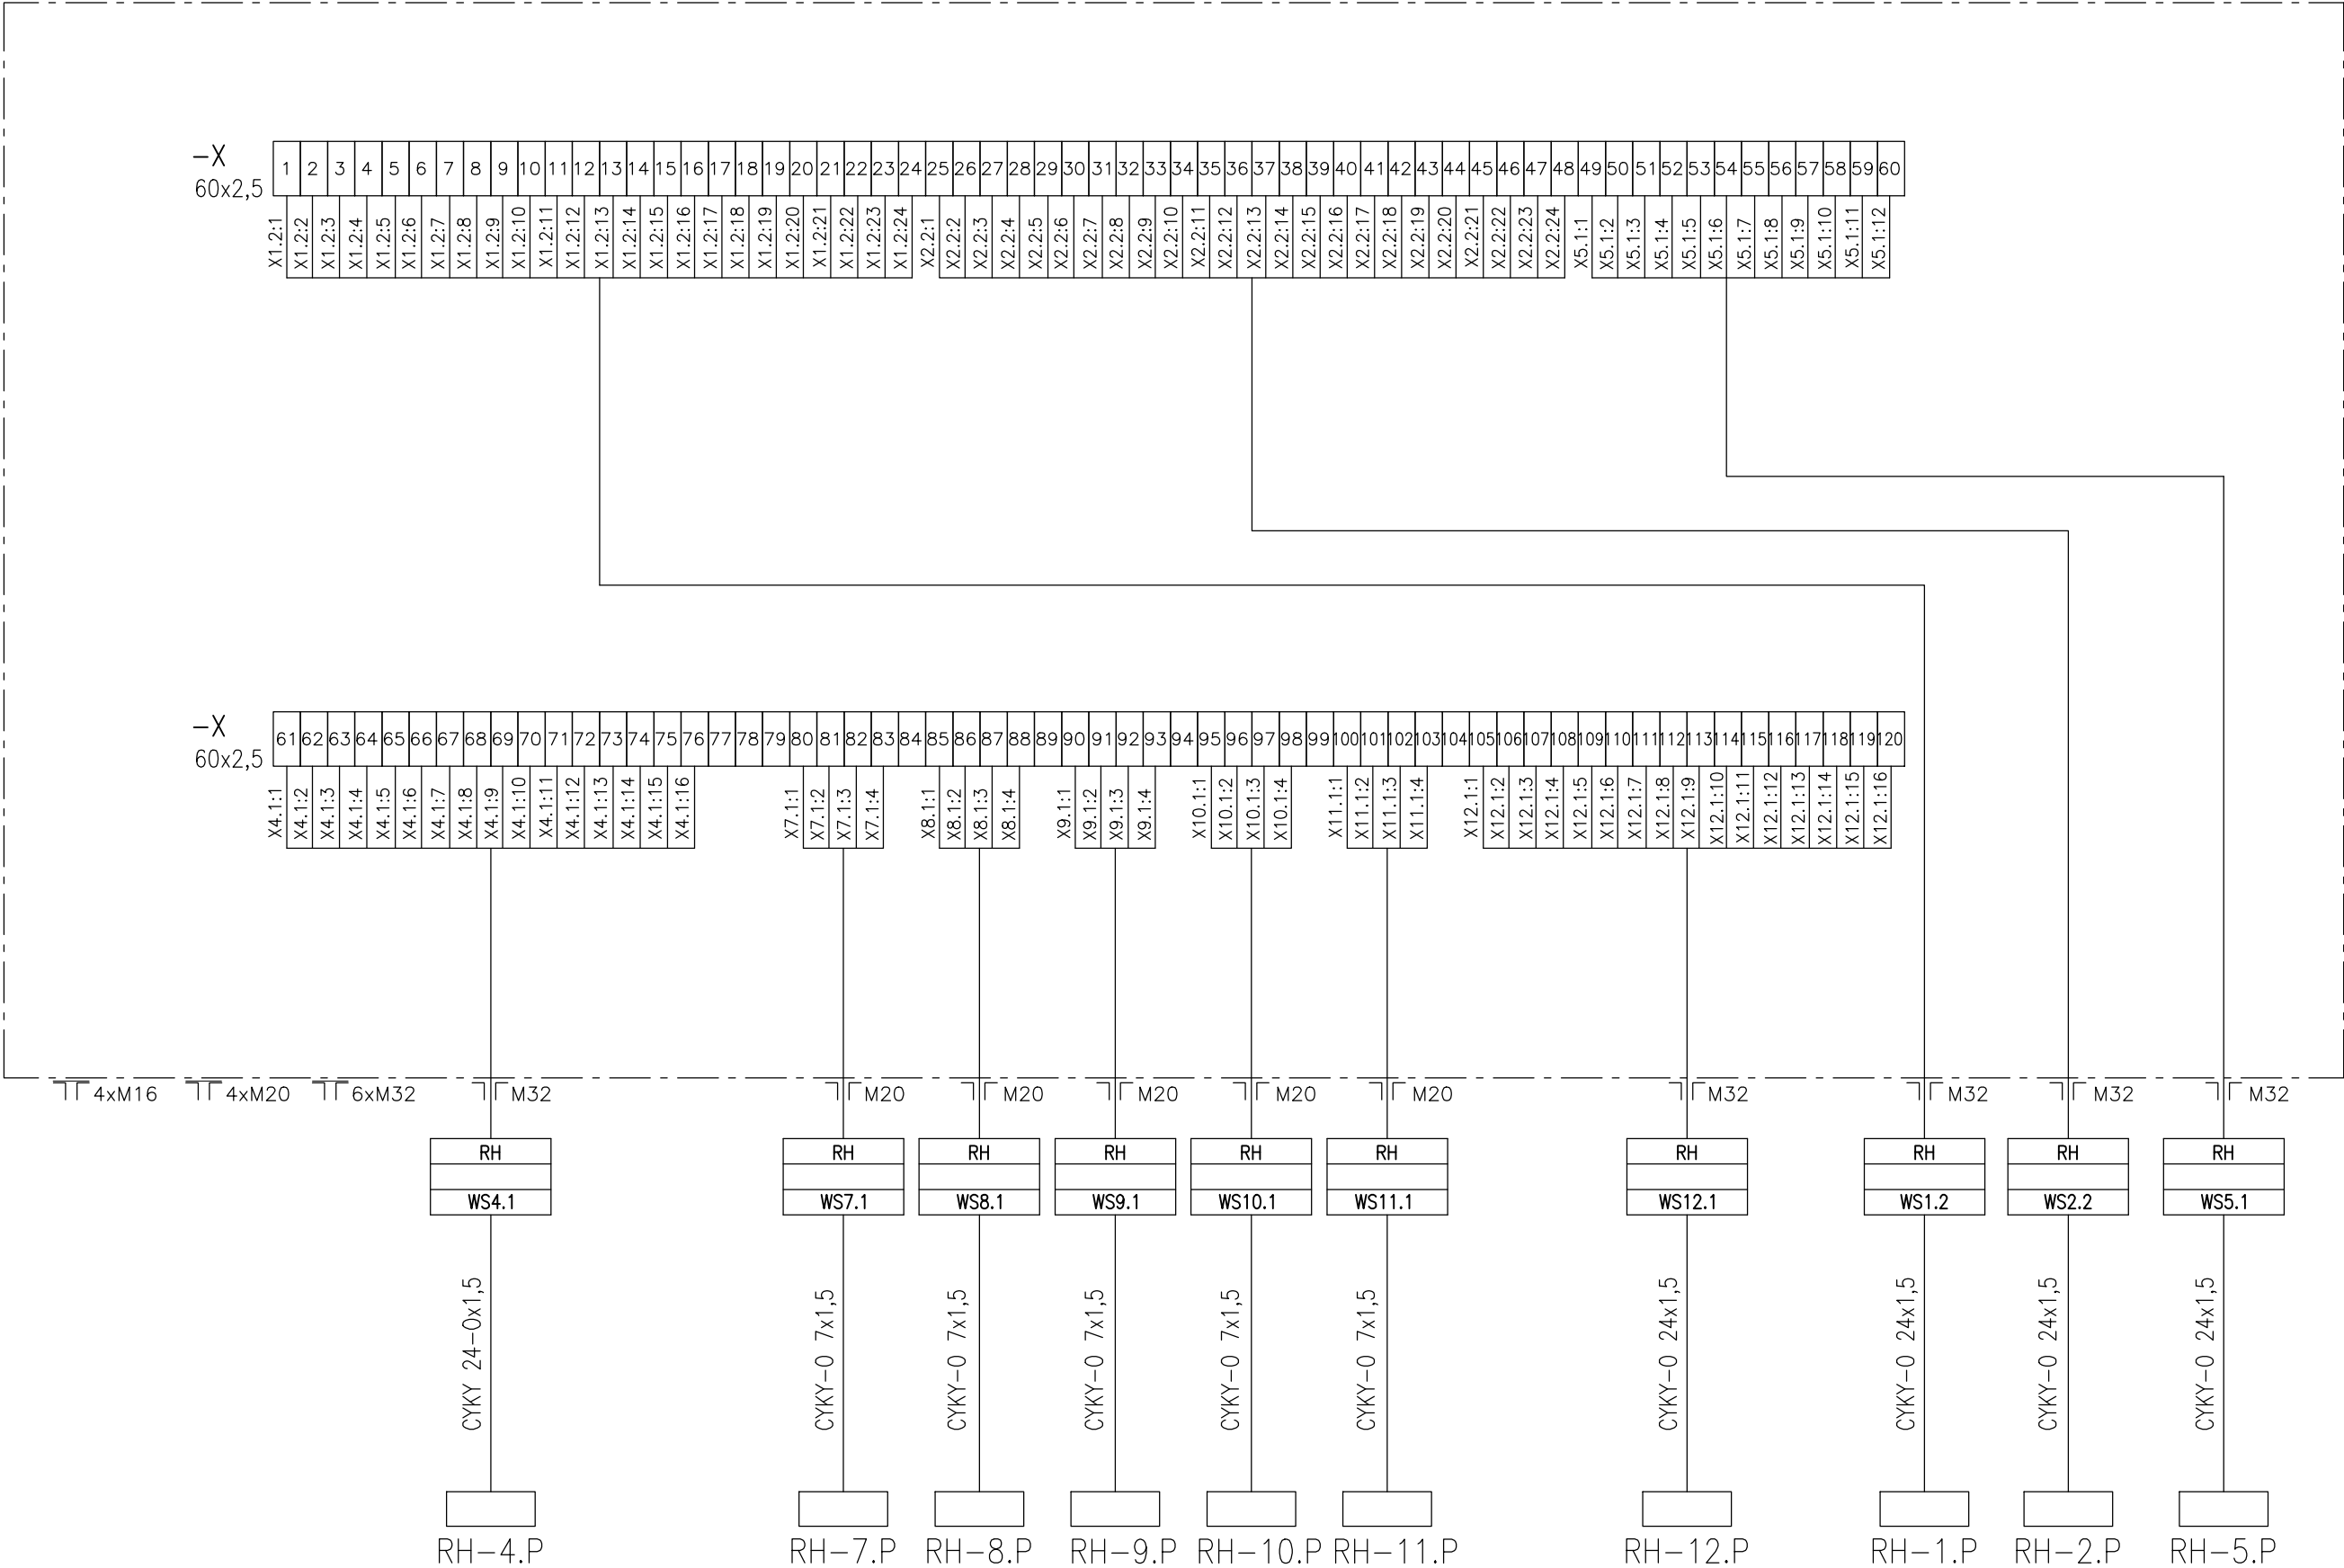 -X
1 2 3 4 5 6 7 8 9 10 11 12 13 14 15 16 17 18 19 20 21 22 23 24 25 26 27 28 29 30 31 32 33 34 35 36 37 38 39 40 41 42 43 44 45 46 47 48 49 50 51 52 53 54 55 56 57 58 59 60
60x2,5
X1.2:1 X1.2:2 X1.2:3 X1.2:4 X1.2:5 X1.2:6 X1.2:7 X1.2:8 X1.2:9 X1.2:10 X1.2:11 X1.2:12 X1.2:13 X1.2:14 X1.2:15 X1.2:16 X1.2:17 X1.2:18 X1.2:19 X1.2:20 X1.2:21 X1.2:22 X1.2:23 X1.2:24 X2.2:1 X2.2:2 X2.2:3 X2.2:4 X2.2:5 X2.2:6 X2.2:7 X2.2:8 X2.2:9 X2.2:10 X2.2:11 X2.2:12 X2.2:13 X2.2:14 X2.2:15 X2.2:16 X2.2:17 X2.2:18 X2.2:19 X2.2:20 X2.2:21 X2.2:22 X2.2:23 X2.2:24 X5.1:1 X5.1:2 X5.1:3 X5.1:4 X5.1:5 X5.1:6 X5.1:7 X5.1:8 X5.1:9 X5.1:10 X5.1:11 X5.1:12
-X
61 62 63 64 65 66 67 68 69 70 71 72 73 74 75 76 77 78 79 80 81 82 83 84 85 86 87 88 89 90 91 92 93 94 95 96 97 98 99 100 101 102 103 104 105 106 107 108 109 110 111 112 113 114 115 116 117 118 119 120
60x2,5
X4.1:1 X4.1:2 X4.1:3 X4.1:4 X4.1:5 X4.1:6 X4.1:7 X4.1:8 X4.1:9 X4.1:10 X4.1:11 X4.1:12 X4.1:13 X4.1:14 X4.1:15 X4.1:16 X7.1:1 X7.1:2 X7.1:3 X7.1:4 X8.1:1 X8.1:2 X8.1:3 X8.1:4 X9.1:1 X9.1:2 X9.1:3 X9.1:4 X10.1:1 X10.1:2 X10.1:3 X10.1:4 X11.1:1 X11.1:2 X11.1:3 X11.1:4 X12.1:1 X12.1:2 X12.1:3 X12.1:4 X12.1:5 X12.1:6 X12.1:7 X12.1:8 X12.1:9 X12.1:10 X12.1:11 X12.1:12 X12.1:13 X12.1:14 X12.1:15 X12.1:16
4xM16 4xM20 6xM32 M32 M20 M20 M20 M20 M20 M32 M32 M32 M32
RH RH RH RH RH RH RH RH RH RH
WS4.1 WS7.1 WS8.1 WS9.1 WS10.1 WS11.1 WS12.1 WS1.2 WS2.2 WS5.1
CYKY 24-0x1,5
CYKY-0 7x1,5
CYKY-0 7x1,5
CYKY-0 7x1,5
CYKY-0 7x1,5
CYKY-0 7x1,5
CYKY-0 24x1,5
CYKY-0 24x1,5
CYKY-0 24x1,5
CYKY-0 24x1,5
RH-4.P RH-7.P RH-8.P RH-9.P RH-10.P RH-11.P RH-12.P RH-1.P RH-2.P RH-5.P